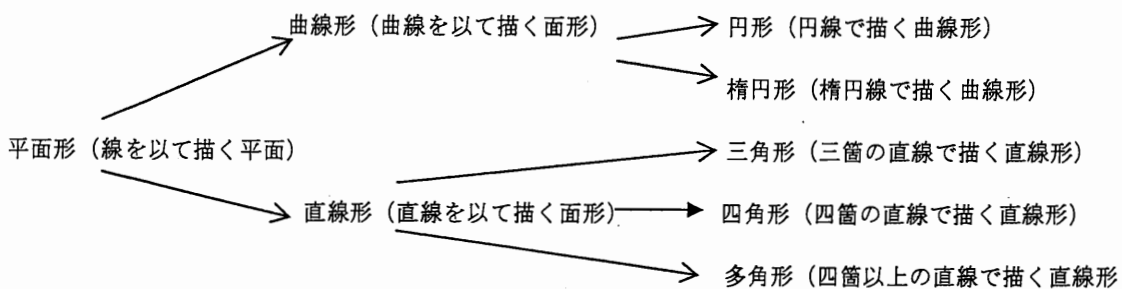 曲線形（曲線を以て描く面形）
円形（円線で描く曲線形）
楕円形（楕円線で描く曲線形）
平面形（線を以て描く平面）
三角形（三箇の直線で描く直線形）
直線形（直線を以て描く面形）
四角形（四箇の直線で描く直線形）
多角形（四箇以上の直線で描く直線形